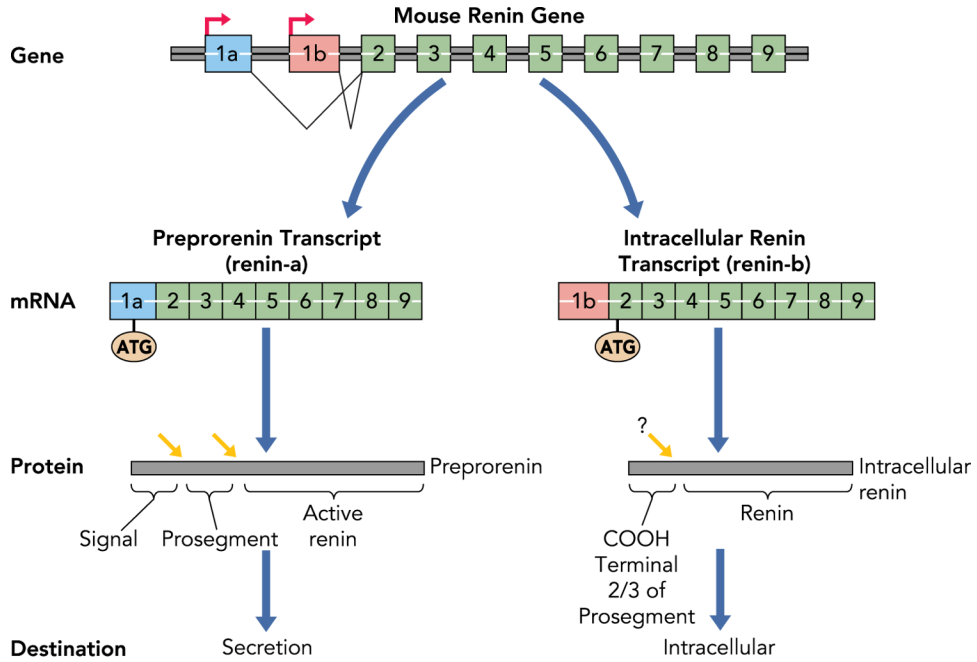 Mouse Renin Gene
Gene
1a 1b 2 3 4 5 6 7 8 9
Preprorenin Transcript
(renin-a)
Intracellular Renin
Transcript (renin-b)
mRNA
1a 2 3 4 5 6 7 8 9
1b 2 3 4 5 6 7 8 9
ATG
ATG
?
Protein
Preprorenin
Intracellular
renin
Signal
Prosegment
Active
renin
COOH
Terminal
2/3 of
Prosegment
Renin
Destination
Secretion
Intracellular